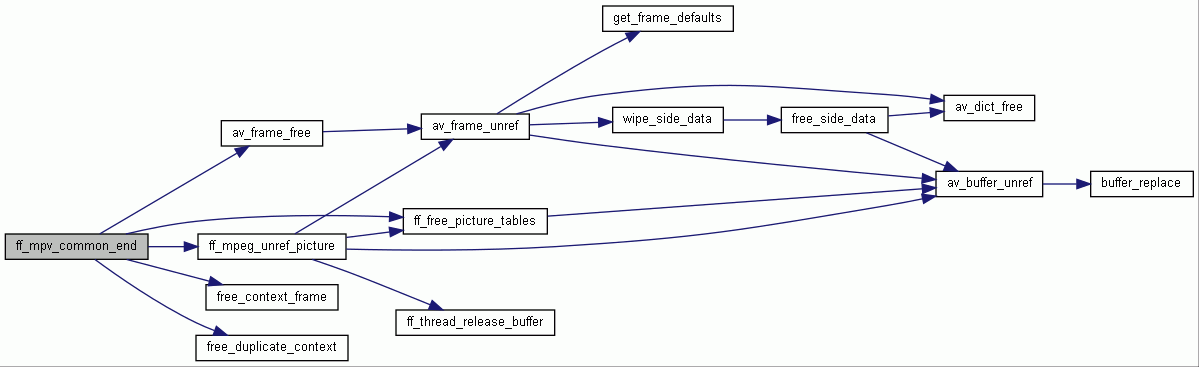 get_frame_defaults
av_dict_free
wipe_side_data
free_side_data
av_frame_unref
av_frame_free
av_buffer_unref
buffer_replace
ff_free_picture_tables
ff_mpv_common_end
ff_mpeg_unref_picture
free_context_frame
ff_thread_release_buffer
free_duplicate_context